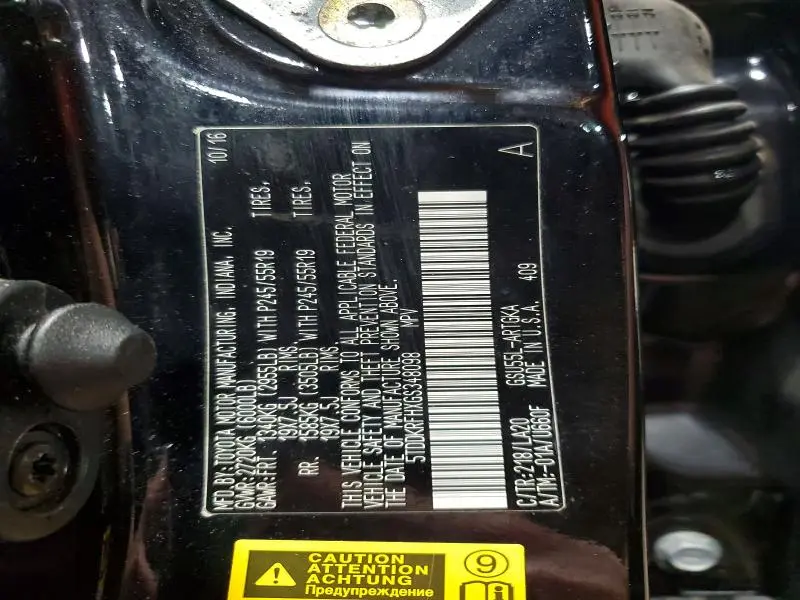 MFD.BY:TOYOTA MOTOR MANUFACTURING, INDIANA, INC. 10/16
GVWR:2720KG (6000LB)
GAWR:FRT. 1340KG (2955LB) WITH P245/55R19 TIRES,
19X7.5J RIMS,
RR. 1585KG (3505LB) WITH P245/55R19 TIRES,
19X7.5J RIMS.
THIS VEHICLE CONFORMS TO ALL APPLICABLE FEDERAL MOTOR
VEHICLE SAFETY AND THEFT PREVENTION STANDARDS IN EFFECT ON
THE DATE OF MANUFACTURE SHOWN ABOVE.
5TDDKRFHXGS348098 MPV
A
C/TR:218/LA20 GSU55L-ARTGKA 409
A/TM:-01A/U660F MADE IN U.S.A.
CAUTION
ATTENTION
ACHTUNG
Предупреждение
9